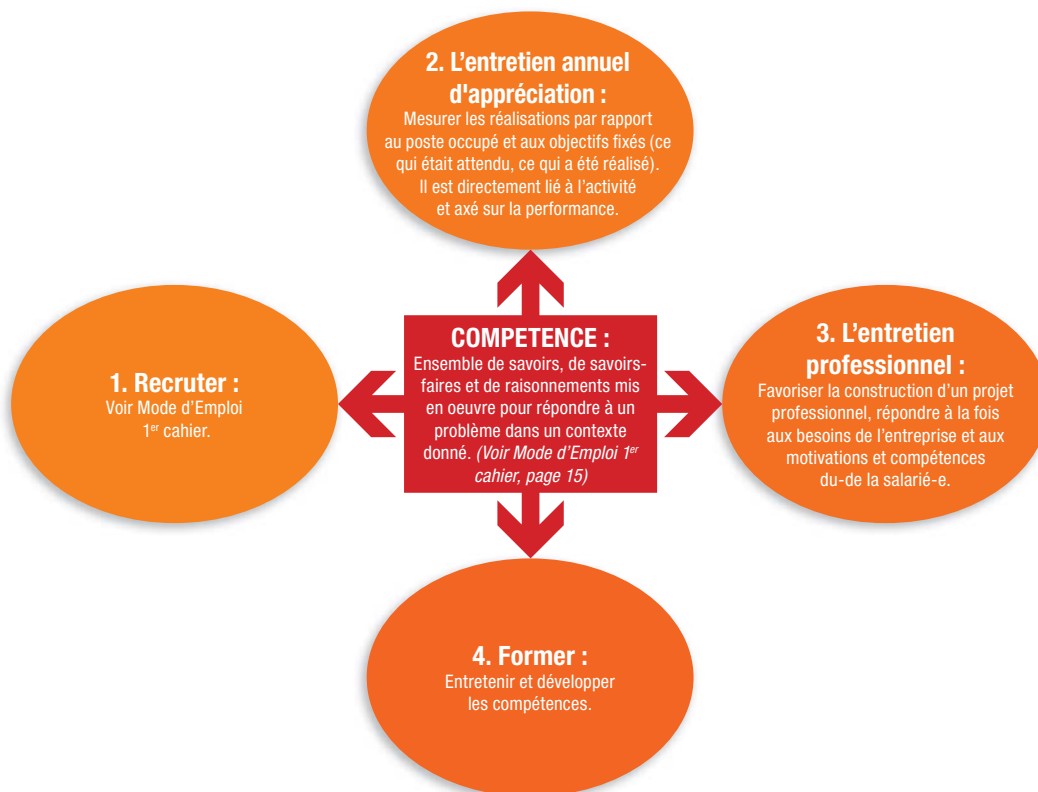 2. L'entretien annuel
d'appréciation :
Mesurer les réalisations par rapport
au poste occupé et aux objectifs fixés (ce
qui était attendu, ce qui a été réalisé).
Il est directement lié à l'activité
et axé sur la performance.
1. Recruter :
Voir Mode d'Emploi
1er cahier.
COMPETENCE :
Ensemble de savoirs, de savoirs-
faires et de raisonnements mis
en oeuvre pour répondre à un
problème dans un contexte
donné. (Voir Mode d'Emploi 1er
cahier, page 15)
3. L'entretien
professionnel :
Favoriser la construction d'un projet
professionnel, répondre à la fois
aux besoins de l'entreprise et aux
motivations et compétences
du-de la salarié-e.
4. Former :
Entretenir et développer
les compétences.